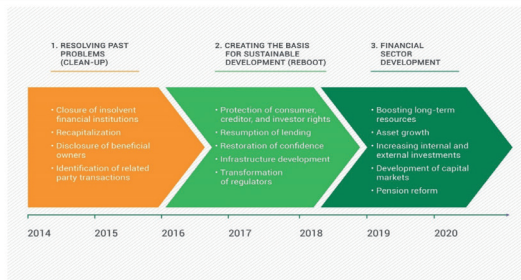 1. RESOLVING PAST
PROBLEMS
(CLEAN-UP)
2. CREATING THE BASIS
FOR SUSTAINABLE
DEVELOPMENT (REBOOT)
3. FINANCIAL
SECTOR
DEVELOPMENT
• Closure of insolvent
financial institutions
• Recapitalization
• Disclosure of beneficial
owners
• Identification of related
party transactions
• Protection of consumer,
creditor, and investor rights
• Resumption of lending
• Restoration of confidence
• Infrastructure development
• Transformation
of regulators
• Boosting long-term
resources
• Asset growth
• Increasing internal and
external investments
• Development of capital
markets
• Pension reform
2014 2015 2016 2017 2018 2019 2020